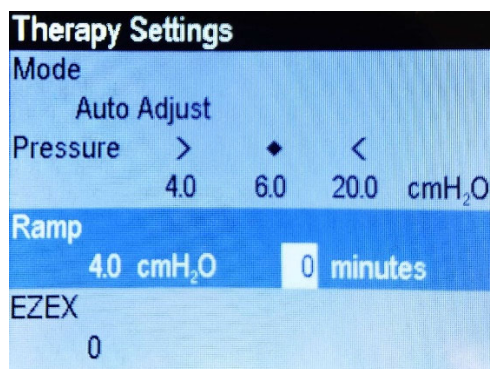 Therapy Settings
Mode
Auto Adjust
Pressure > ◆ <
4.0 6.0 20.0 cmH₂O
Ramp
4.0 cmH₂O 0 minutes
EZEX
0